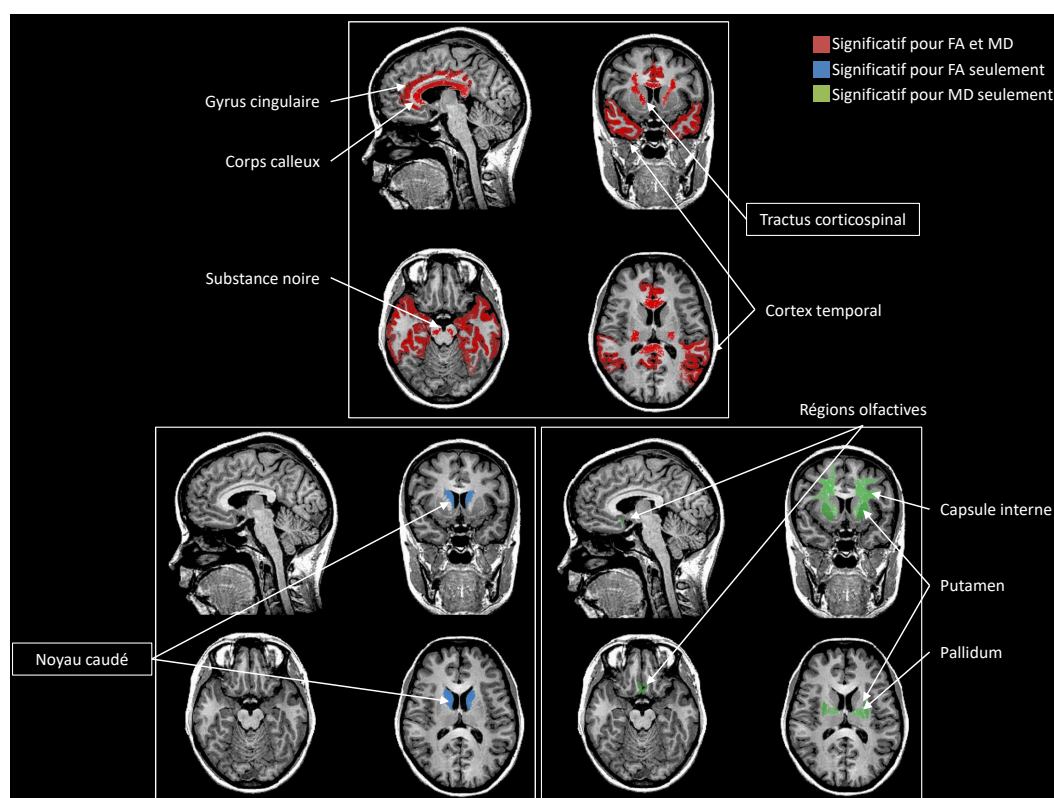 Significatif pour FA et MD
Significatif pour FA seulement
Significatif pour MD seulement
Gyrus cingulaire
Corps calleux
Tractus corticospinal
Substance noire
Cortex temporal
Régions olfactives
Capsule interne
Putamen
Noyau caudé
Pallidum